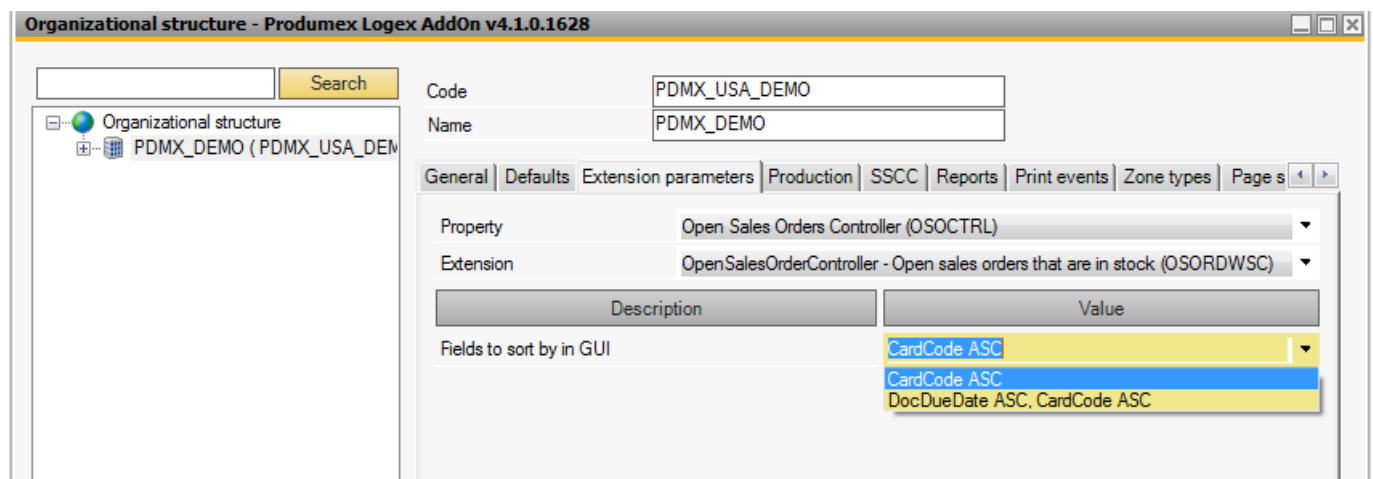 Organizational structure - Produmex Logex AddOn v4.1.0.1628
Search
Organizational structure
PDMX_DEMO ( PDMX_USA_DEM
Code PDMX_USA_DEMO
Name PDMX_DEMO
General Defaults Extension parameters Production SSCC Reports Print events Zone types Page s
Property Open Sales Orders Controller (OSOCTRL)
Extension OpenSalesOrderController - Open sales orders that are in stock (OSORDWSC)
Description Value
Fields to sort by in GUI CardCode ASC
CardCode ASC
DocDueDate ASC, CardCode ASC